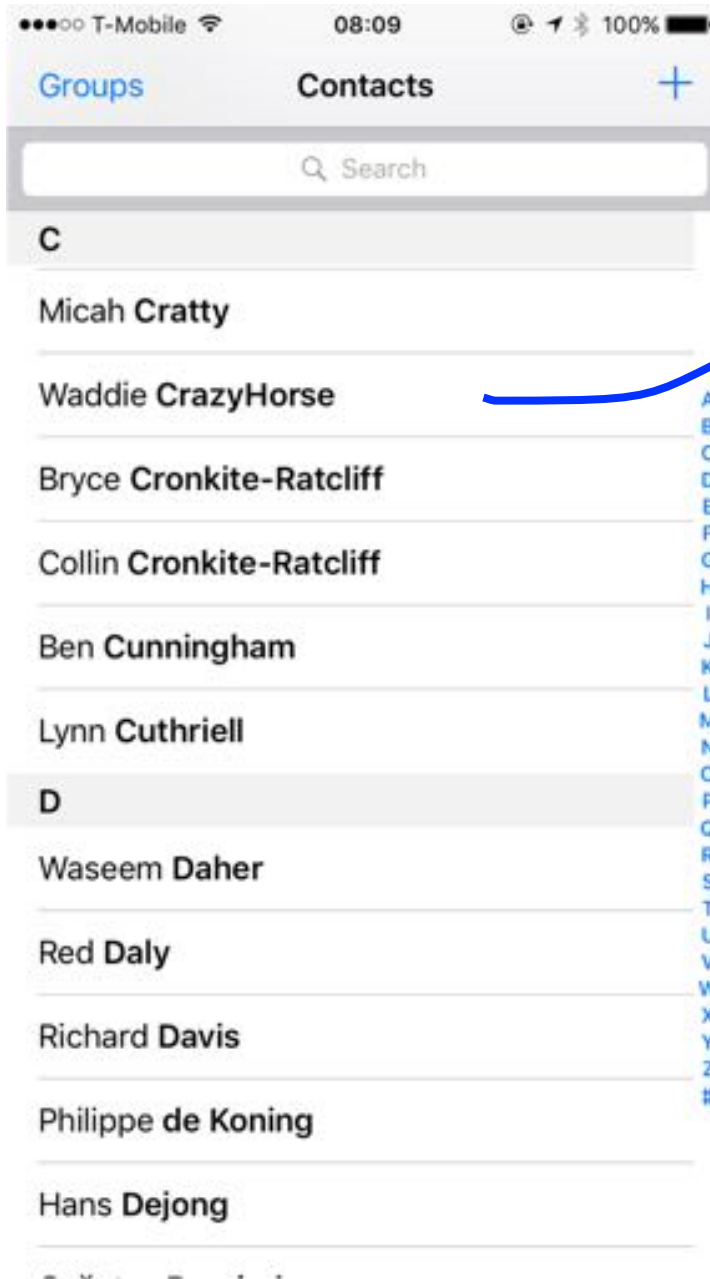 T-Mobile 08:09 100%
Groups Contacts +
Search
C
Micah Cratty
Waddie CrazyHorse
Bryce Cronkite-Ratcliff
Collin Cronkite-Ratcliff
Ben Cunningham
Lynn Cuthriell
D
Waseem Daher
Red Daly
Richard Davis
Philippe de Koning
Hans Dejong
A
B
C
D
E
F
G
H
I
J
K
L
M
N
O
P
Q
R
S
T
U
V
W
X
Y
Z
#